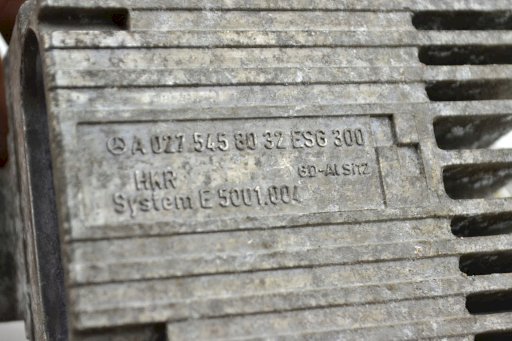 A 027 545 80 32 ESG 300
HKR GD-AlSi12
System E 5001.004